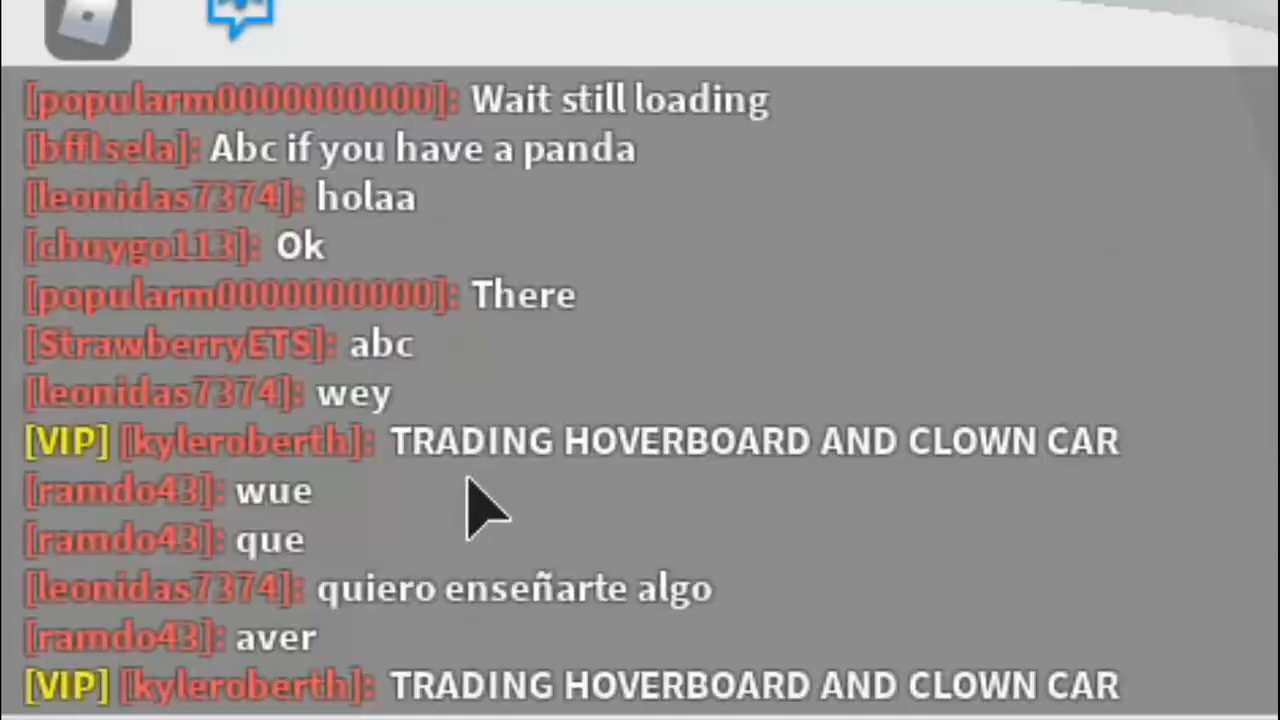 [popularm0000000000]: Wait still loading
[bfflsela]: Abc if you have a panda
[leonidas7374]: holaa
[chuygo113]: Ok
[popularm0000000000]: There
[StrawberryETS]: abc
[leonidas7374]: wey
[VIP] [kyleroberth]: TRADING HOVERBOARD AND CLOWN CAR
[ramdo43]: wue
[ramdo43]: que
[leonidas7374]: quiero enseñarte algo
[ramdo43]: aver
[VIP] [kyleroberth]: TRADING HOVERBOARD AND CLOWN CAR